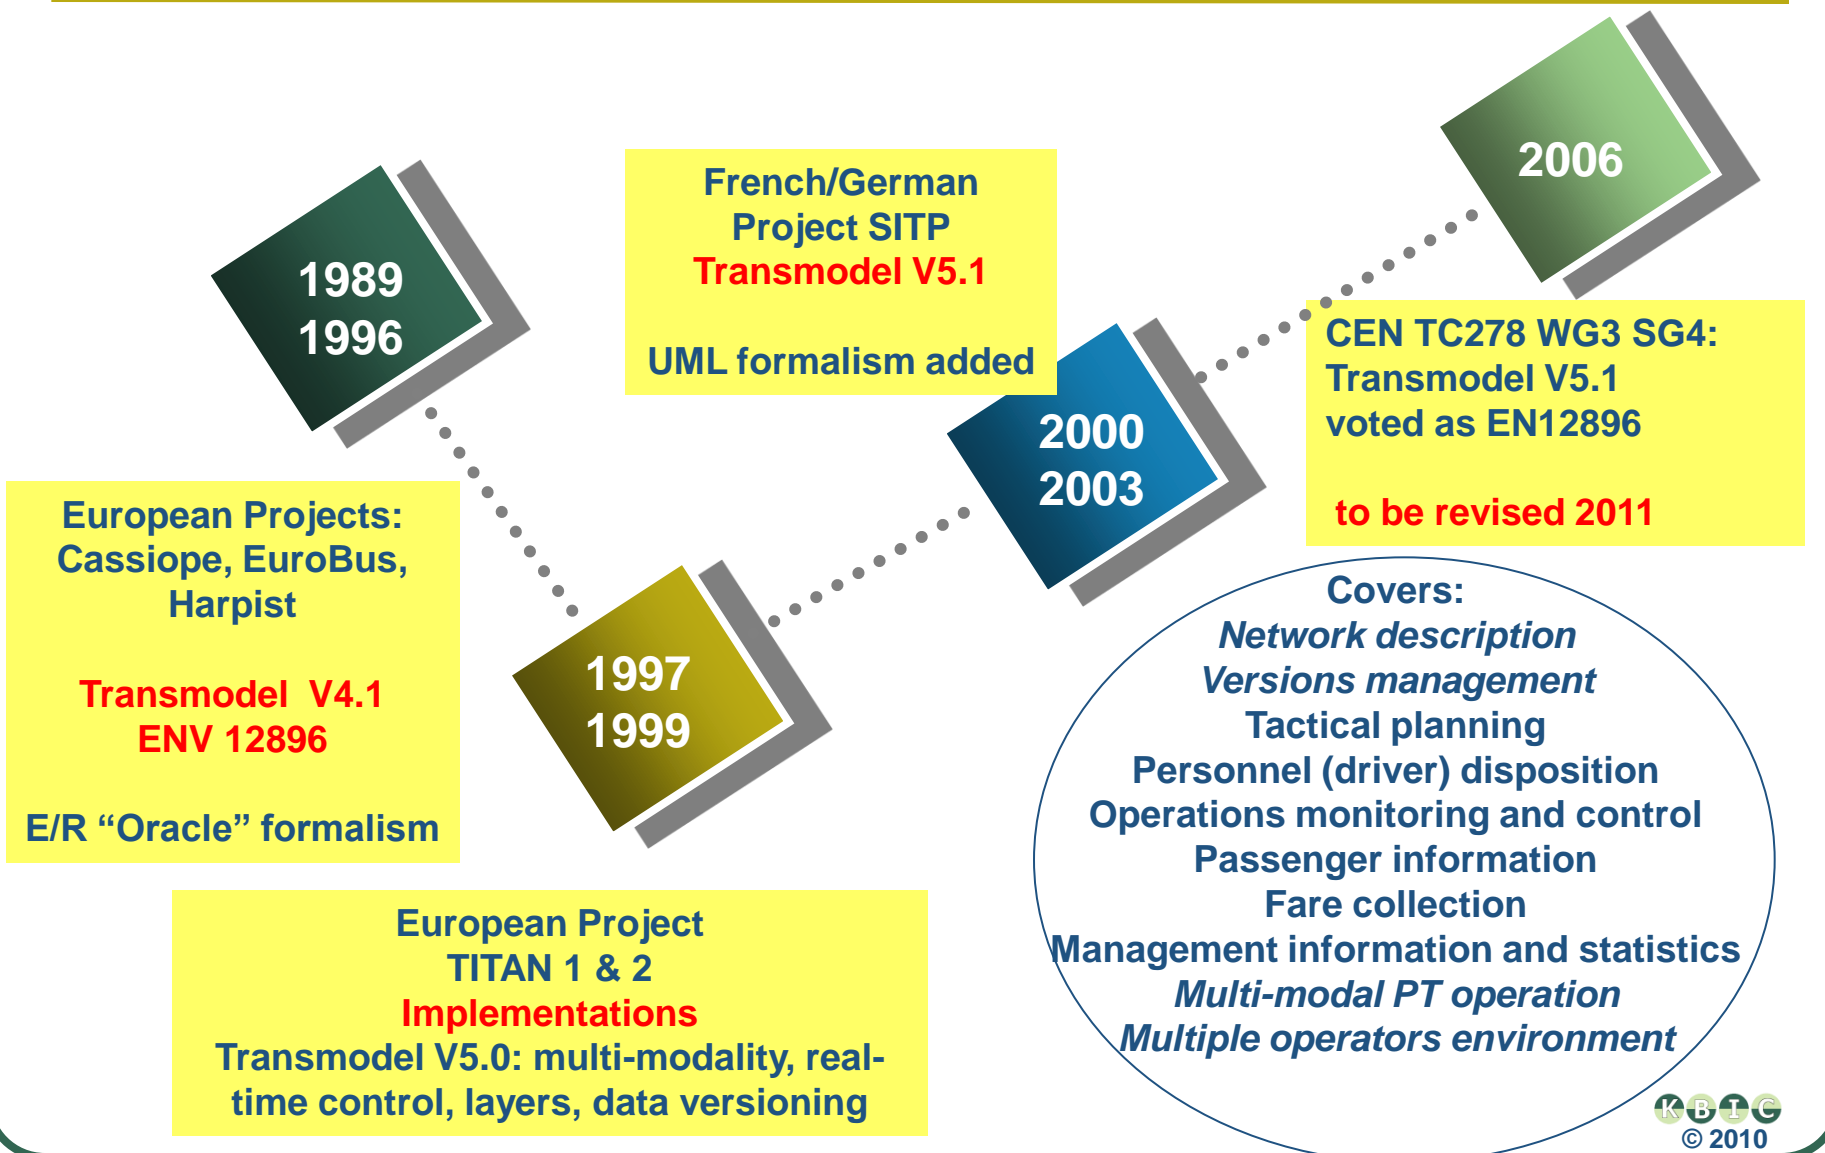 1989
1996
European Projects:
Cassiope, EuroBus,
Harpist
Transmodel V4.1
ENV 12896
E/R “Oracle” formalism
1997
1999
European Project
TITAN 1 & 2
Implementations
Transmodel V5.0: multi-modality, real-
time control, layers, data versioning
French/German
Project SITP
Transmodel V5.1
UML formalism added
2000
2003
2006
CEN TC278 WG3 SG4:
Transmodel V5.1
voted as EN12896
to be revised 2011
Covers:
Network description
Versions management
Tactical planning
Personnel (driver) disposition
Operations monitoring and control
Passenger information
Fare collection
Management information and statistics
Multi-modal PT operation
Multiple operators environment
KBIC
© 2010